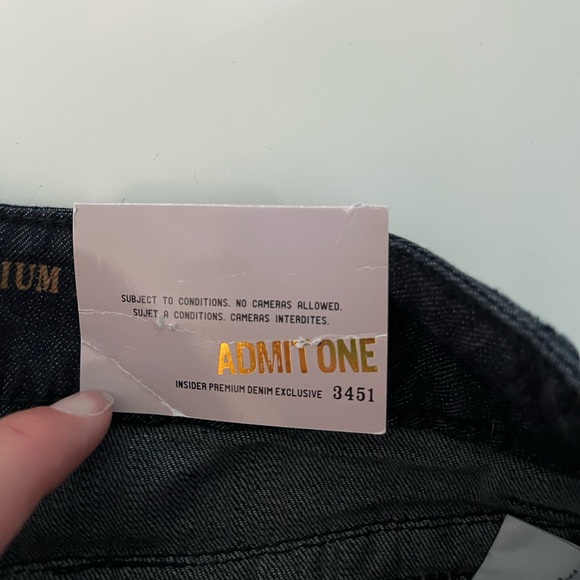 IUM
SUBJECT TO CONDITIONS. NO CAMERAS ALLOWED.
SUJET A CONDITIONS. CAMERAS INTERDITES.
ADMIT ONE
INSIDER PREMIUM DENIM EXCLUSIVE 3451